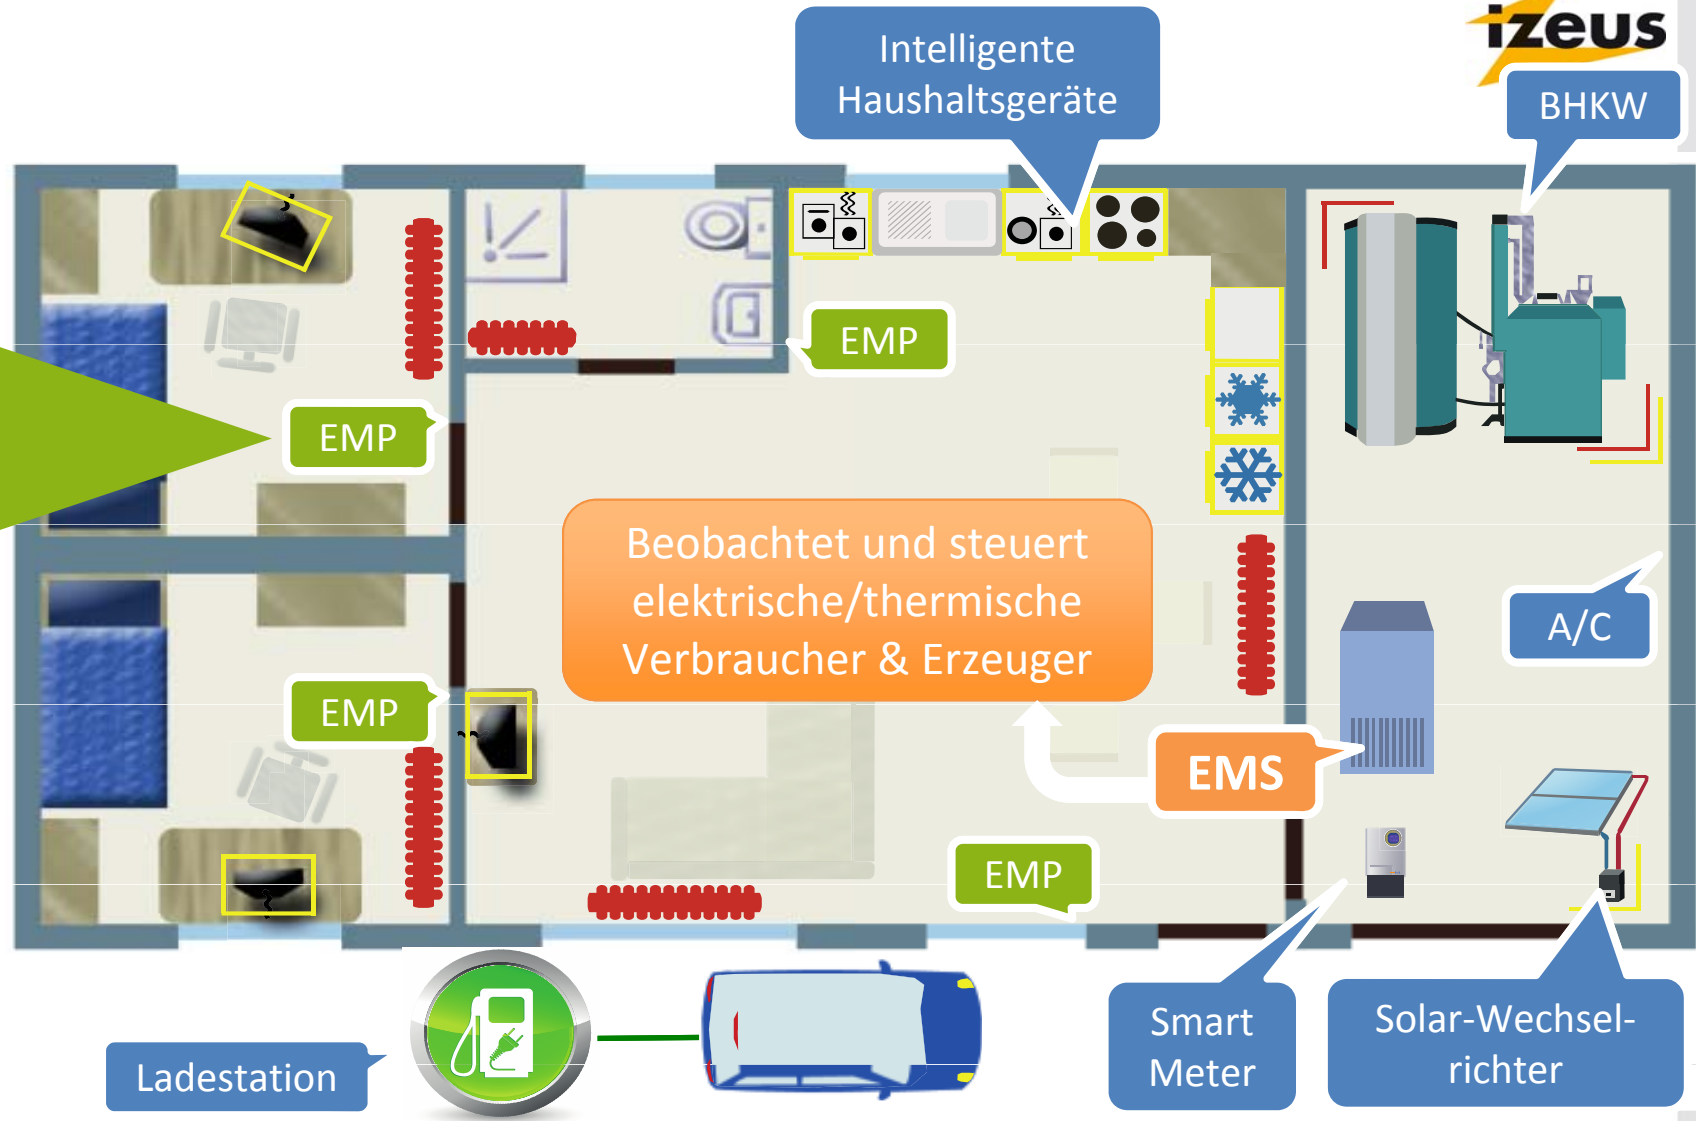 izeus
Intelligente
Haushaltsgeräte
BHKW
EMP
EMP
Beobachtet und steuert
elektrische/thermische
Verbraucher & Erzeuger
A/C
EMP
EMS
EMP
Smart
Meter
Solar-Wechsel-
richter
Ladestation